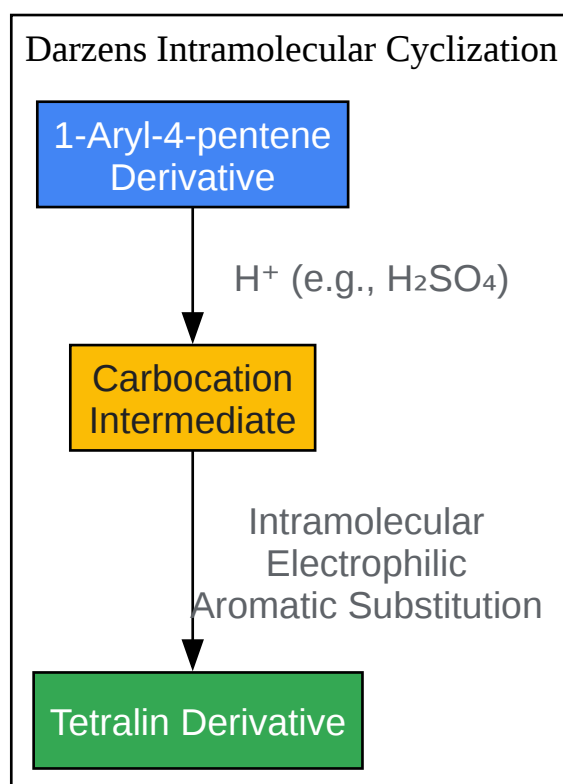 Darzens Intramolecular Cyclization
1-Aryl-4-pentene
Derivative
H⁺ (e.g., H₂SO₄)
Carbocation
Intermediate
Intramolecular
Electrophilic
Aromatic Substitution
Tetralin Derivative